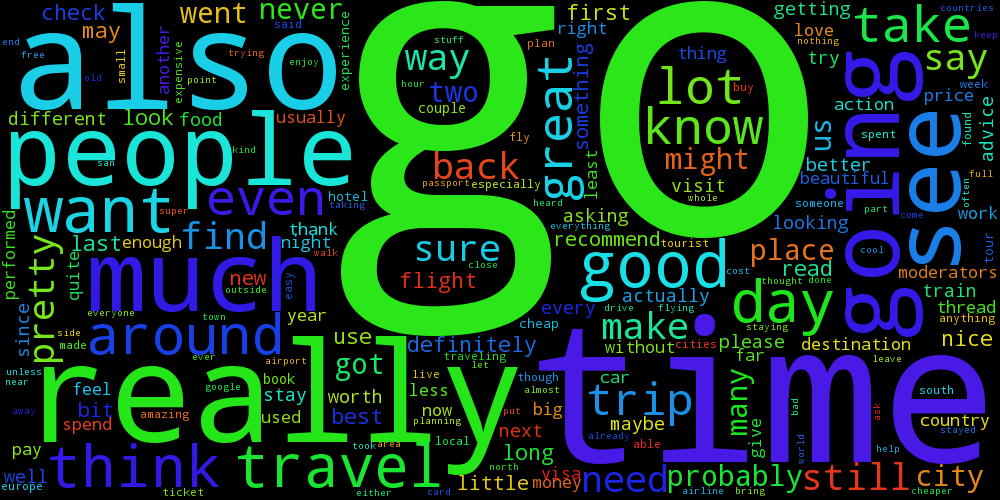 also
go
people
really
time
much
going
see
want
good
think
travel
know
lot
even
great
day
around
take
still
back
way
two
sure
flight
might
visit
find
pretty
trip
need
probably
city
make
many
place
say
us
went
never
check
may
another
small
expensive
experience
said
end
free
old
enjoy
trying
point
different
look
food
usually
kind
san
super
hotel
taking
thank
night
walk
last
enough
quite
performed
since
new
outside
easy
everyone
town
year
side
made
use
definitely
got
ever
airport
traveling
let
unless
near
feel
bit
spend
amazing
google
book
stay
used
worth
best
live
less
now
planning
away
pay
well
europe
ticket
took
area
local
either
card
north
little
long
put
next
visa
money
big
though
almost
already
able
maybe
car
without
cities
cheap
every
actually
drive
flying
please
far
give
bring
airline
world
bad
ask
help
leave
destination
staying
country
south
stayed
nice
anything
thread
train
moderators
thought
done
read
cost
cool
come
part
tour
often
work
looking
tourist
recommend
everything
asking
heard
least
something
right
first
plan
stuff
hour
couple
fly
passport
especially
close
whole
buy
thing
love
nothing
try
getting
countries
keep
week
price
action
spent
found
full
advice
better
beautiful
someone
cheaper